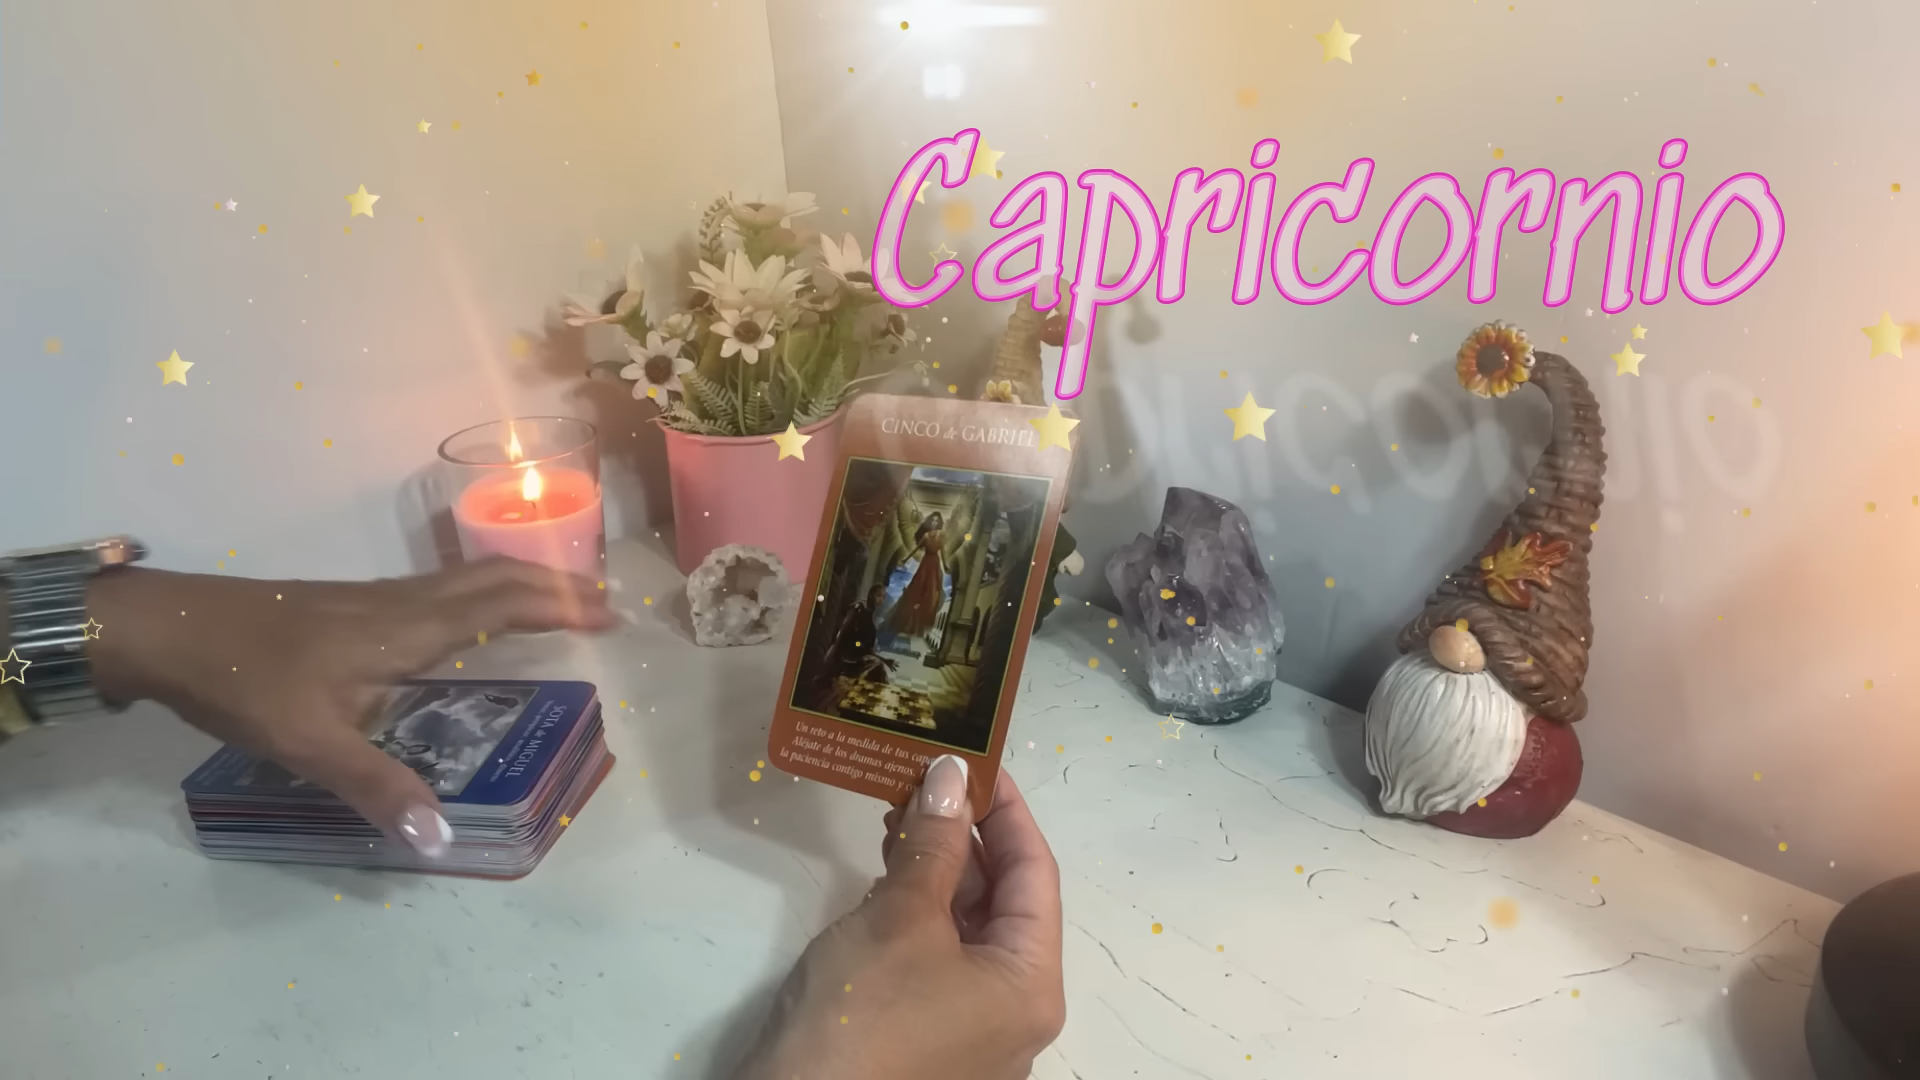 Capricornio
CINCO de GABRIEL
Un reto a la medida de tus
Aléjate de los dramas ajenos.
la paciencia contigo mismo y
SOTA de MIGUEL